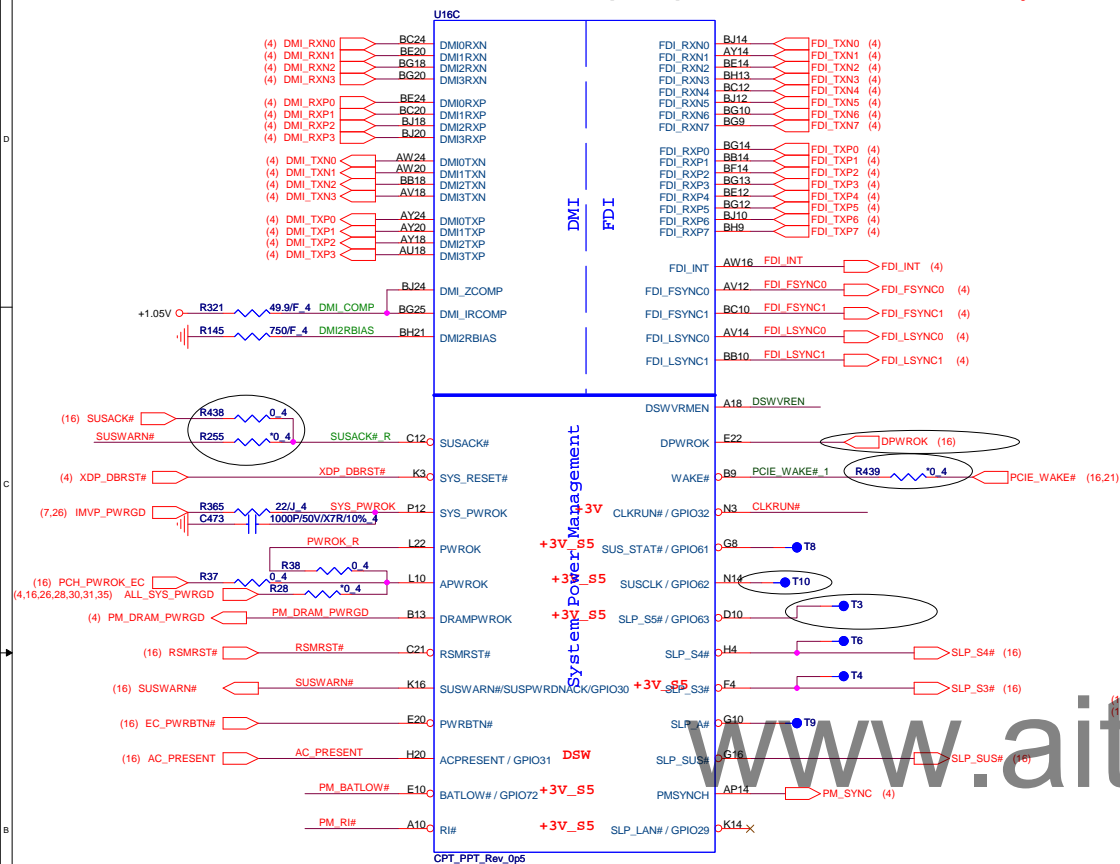 U16C
(4) DMI_RXN0 BC24 DMI0RXN FDI_RXN0 BJ14 FDI_TXN0 (4)
(4) DMI_RXN1 BE20 DMI1RXN FDI_RXN1 AY14 FDI_TXN1 (4)
(4) DMI_RXN2 BG18 DMI2RXN FDI_RXN2 BE14 FDI_TXN2 (4)
(4) DMI_RXN3 BG20 DMI3RXN FDI_RXN3 BH13 FDI_TXN3 (4)
FDI_RXN4 BC12 FDI_TXN4 (4)
(4) DMI_RXP0 BE24 DMI0RXP FDI_RXN5 BJ12 FDI_TXN5 (4)
(4) DMI_RXP1 BC20 DMI1RXP FDI_RXN6 BG10 FDI_TXN6 (4)
(4) DMI_RXP2 BJ18 DMI2RXP FDI_RXN7 BG9 FDI_TXN7 (4)
(4) DMI_RXP3 BJ20 DMI3RXP
D
FDI_RXP0 BG14 FDI_TXP0 (4)
(4) DMI_TXN0 AW24 DMI0TXN FDI_RXP1 BB14 FDI_TXP1 (4)
(4) DMI_TXN1 AW20 DMI1TXN FDI_RXP2 BF14 FDI_TXP2 (4)
(4) DMI_TXN2 BB18 DMI2TXN FDI_RXP3 BG13 FDI_TXP3 (4)
(4) DMI_TXN3 AV18 DMI3TXN FDI_RXP4 BE12 FDI_TXP4 (4)
FDI_RXP5 BG12 FDI_TXP5 (4)
(4) DMI_TXP0 AY24 DMI0TXP FDI_RXP6 BJ10 FDI_TXP6 (4)
(4) DMI_TXP1 AY20 DMI1TXP FDI_RXP7 BH9 FDI_TXP7 (4)
(4) DMI_TXP2 AY18 DMI2TXP
(4) DMI_TXP3 AU18 DMI3TXP
DMI
FDI
FDI_INT AW16 FDI_INT FDI_INT (4)
DMI_ZCOMP BJ24 FDI_FSYNC0 AV12 FDI_FSYNC0 FDI_FSYNC0 (4)
+1.05V R321 49.9/F_4 DMI_COMP BG25 DMI_IRCOMP FDI_FSYNC1 BC10 FDI_FSYNC1 FDI_FSYNC1 (4)
R145 750/F_4 DMI2RBIAS BH21 DMI2RBIAS FDI_LSYNC0 AV14 FDI_LSYNC0 FDI_LSYNC0 (4)
FDI_LSYNC1 BB10 FDI_LSYNC1 FDI_LSYNC1 (4)
DSWVRMEN A18 DSWVREN
(16) SUSACK# R438 0_4
SUSWARN# R255 *0_4 SUSACK#_R C12 SUSACK# DPWROK E22 DPWROK (16)
C
(4) XDP_DBRST# XDP_DBRST# K3 SYS_RESET# WAKE# B9 PCIE_WAKE#_1 R439 *0_4 PCIE_WAKE# (16,21)
(7,26) IMVP_PWRGD R365 22/J_4 SYS_PWROK P12 SYS_PWROK +3V CLKRUN# / GPIO32 N3 CLKRUN#
C473 1000P/50V/X7R/10%_4
PWROK_R L22 PWROK +3V_S5 SUS_STAT# / GPIO61 G8 T8
R38 0_4
(16) PCH_PWROK_EC R37 0_4 L10 APWROK +3V_S5 SUSCLK / GPIO62 N14 T10
(4,16,26,28,30,31,35) ALL_SYS_PWRGD R28 *0_4
(4) PM_DRAM_PWRGD PM_DRAM_PWRGD B13 DRAMPWROK +3V_S5 SLP_S5# / GPIO63 D10 T3
(16) RSMRST# RSMRST# C21 RSMRST# SLP_S4# H4 T6 SLP_S4# (16)
(16) SUSWARN# SUSWARN# K16 SUSWARN#/SUSPWRDNACK/GPIO30 +3V_S5 SLP_S3# F4 T4 SLP_S3# (16)
System Power Management
(16) EC_PWRBTN# E20 PWRBTN# SLP_A# G10 T9
(16) AC_PRESENT AC_PRESENT H20 ACPRESENT / GPIO31 DSW SLP_SUS# G16 SLP_SUS# (16)
PM_BATLOW# E10 BATLOW# / GPIO72 +3V_S5 PMSYNCH AP14 PM_SYNC (4)
B
PM_RI# A10 RI# +3V_S5 SLP_LAN# / GPIO29 K14
CPT_PPT_Rev_0p5
www.ait